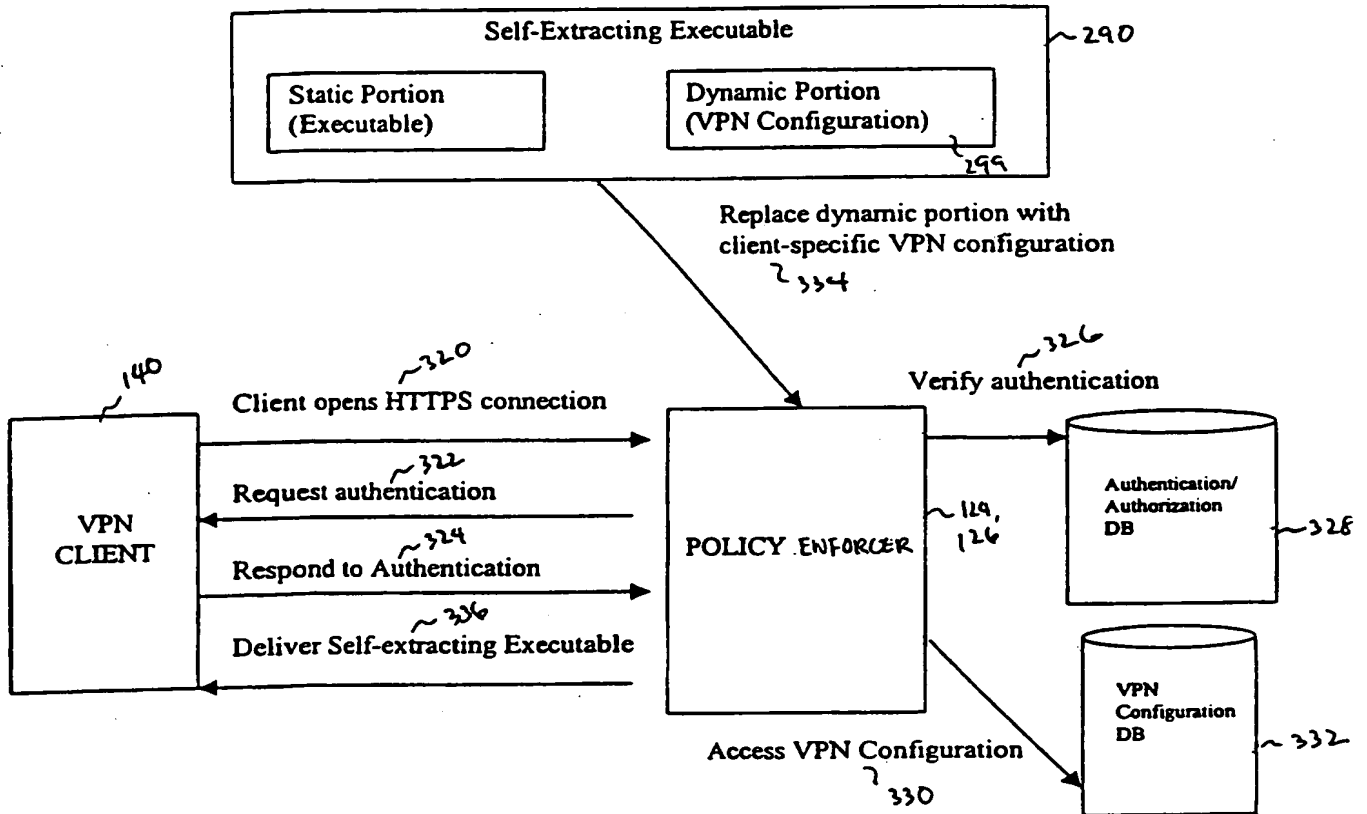 Self-Extracting Executable
290
Static Portion
(Executable)
Dynamic Portion
(VPN Configuration)
299
Replace dynamic portion with
client-specific VPN configuration
334
326
Verify authentication
140
320
Client opens HTTPS connection
322
Request authentication
VPN
CLIENT
324
Respond to Authentication
336
Deliver Self-extracting Executable
POLICY ENFORCER
124,
126
Authentication/
Authorization
DB
328
VPN
Configuration
DB
332
Access VPN Configuration
330